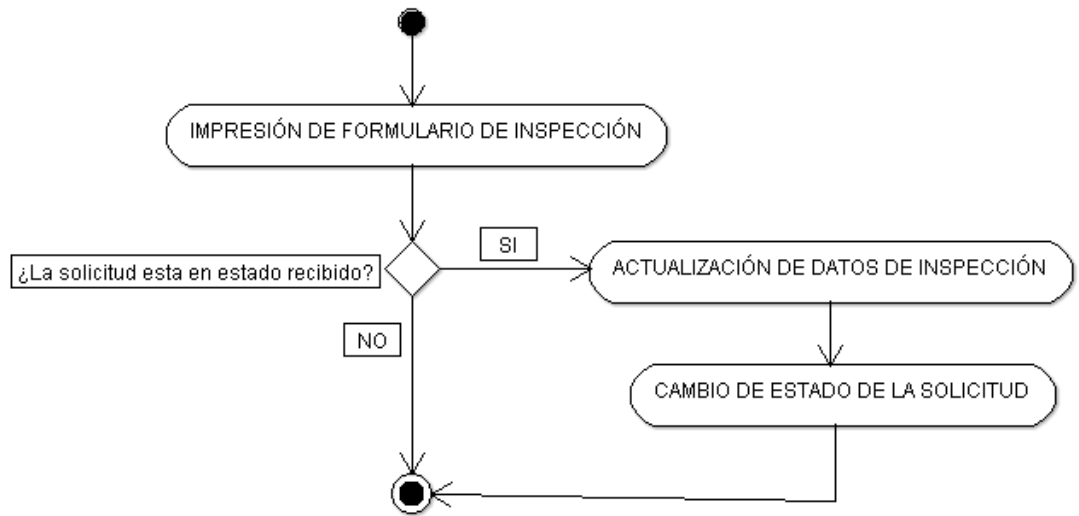 IMPRESIÓN DE FORMULARIO DE INSPECCIÓN
SI
¿La solicitud esta en estado recibido?
ACTUALIZACIÓN DE DATOS DE INSPECCIÓN
NO
CAMBIO DE ESTADO DE LA SOLICITUD